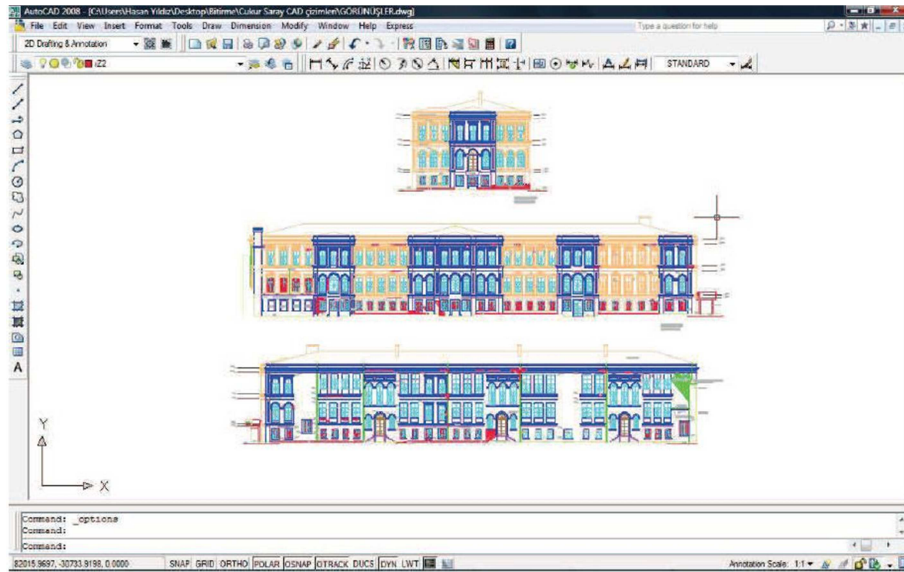 AutoCAD 2008 - [C:\Users\Hasan Yildiz\Desktop\Bitirme\Cukur Saray CAD çizimleri\GÖRÜNÜŞLER.dwg]
File Edit View Insert Format Tools Draw Dimension Modify Window Help Express Type a question for help
2D Drafting & Annotation
iZ2 STANDARD
A
Y
X
Command: _options
Command:
Command:
82015.9697, -30733.9198, 0.0000 SNAP GRID ORTHO POLAR OSNAP OTRACK DUCS DYN LWT Annotation Scale: 1:1